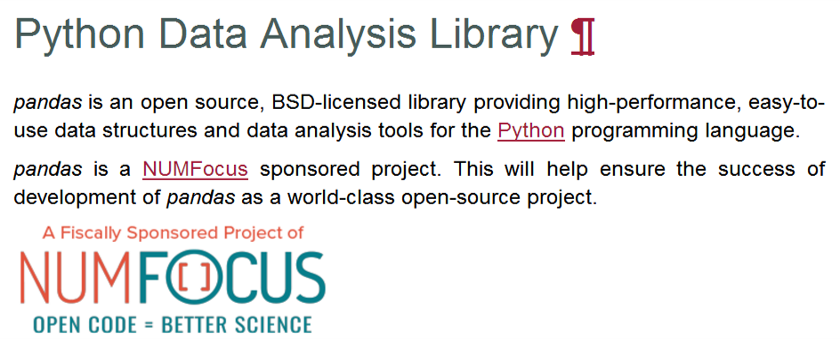 Python Data Analysis Library ¶
pandas is an open source, BSD-licensed library providing high-performance, easy-to-
use data structures and data analysis tools for the Python programming language.
pandas is a NUMFocus sponsored project. This will help ensure the success of
development of pandas as a world-class open-source project.
A Fiscally Sponsored Project of
NUMF[]CUS
OPEN CODE = BETTER SCIENCE